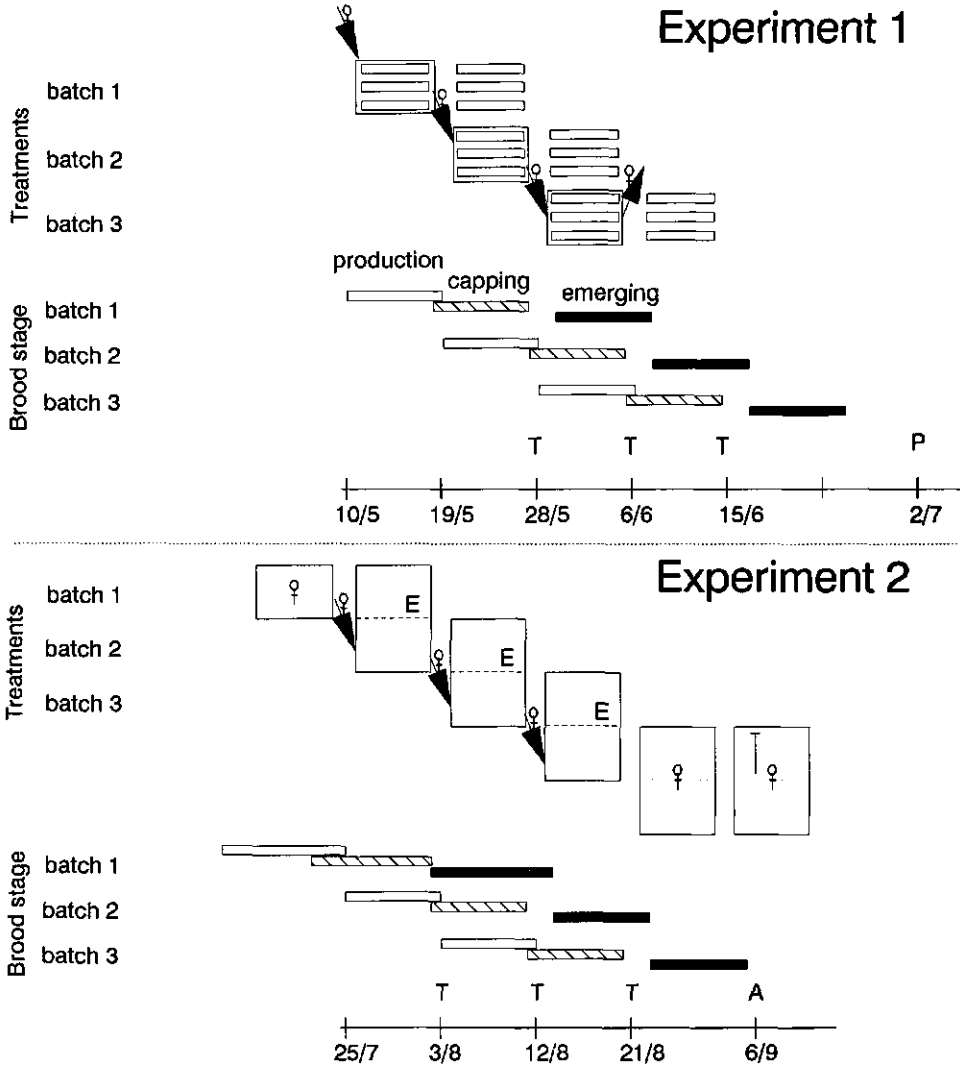 Experiment 1
Treatments
batch 1
batch 2
batch 3
Brood stage
production
capping
emerging
batch 1
batch 2
batch 3
T T T P
10/5 19/5 28/5 6/6 15/6 2/7
Experiment 2
Treatments
batch 1
E
batch 2
E
batch 3
E
T
Brood stage
batch 1
batch 2
batch 3
T T T A
25/7 3/8 12/8 21/8 6/9